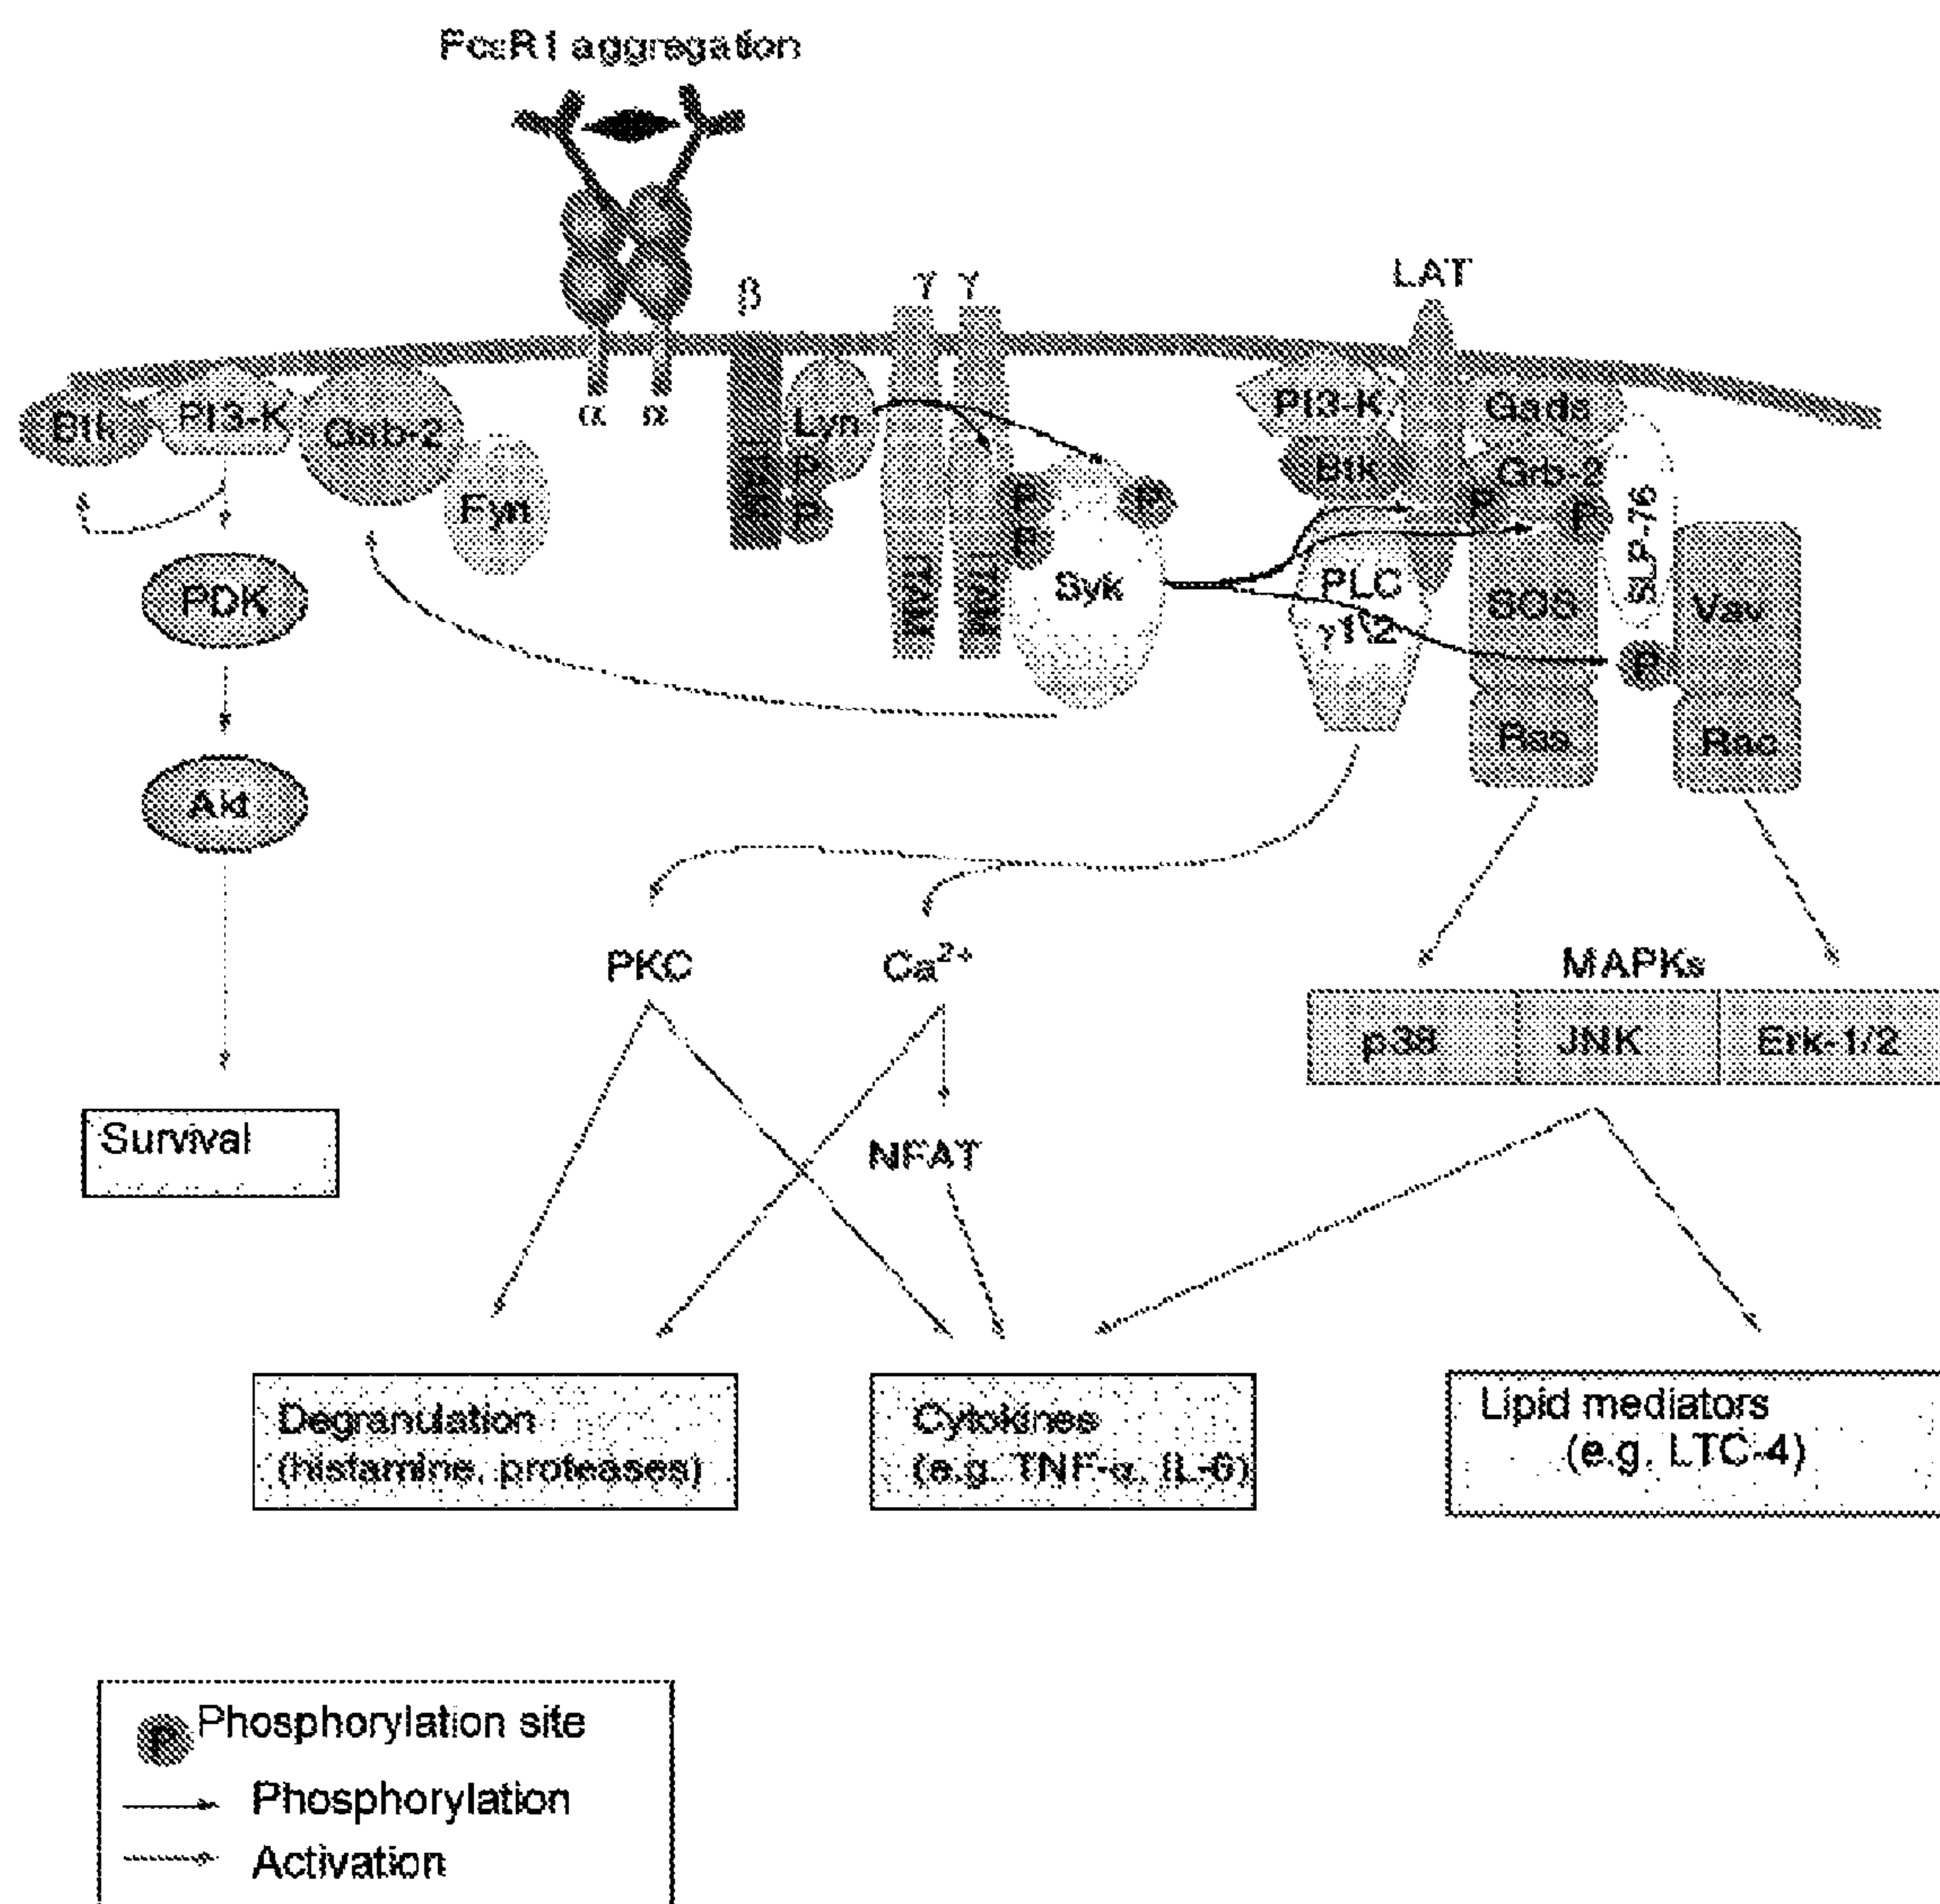 FcεR1 aggregation
LAT
β
γ γ
α α
Btk
PI3-K
Gab-2
Fyn
Lyn
P
P
P
P
P
Syk
PI3-K
Btk
Gads
Grb-2
P
P
SLP-76
PLC
γ1\2
SOS
Vav
P
Ras
Rac
ITAM
ITAM
PDK
Akt
Survival
PKC
Ca²⁺
NFAT
MAPKs
p38
JNK
Erk-1/2
Degranulation
(histamine, proteases)
Cytokines
(e.g. TNF-α, IL-6)
Lipid mediators
(e.g. LTC-4)
P Phosphorylation site
Phosphorylation
Activation